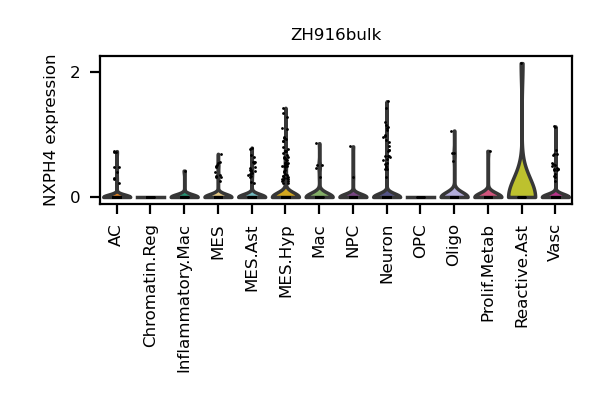 ZH916bulk
NXPH4 expression
2
0
AC
Chromatin.Reg
Inflammatory.Mac
MES
MES.Ast
MES.Hyp
Mac
NPC
Neuron
OPC
Oligo
Prolif.Metab
Reactive.Ast
Vasc